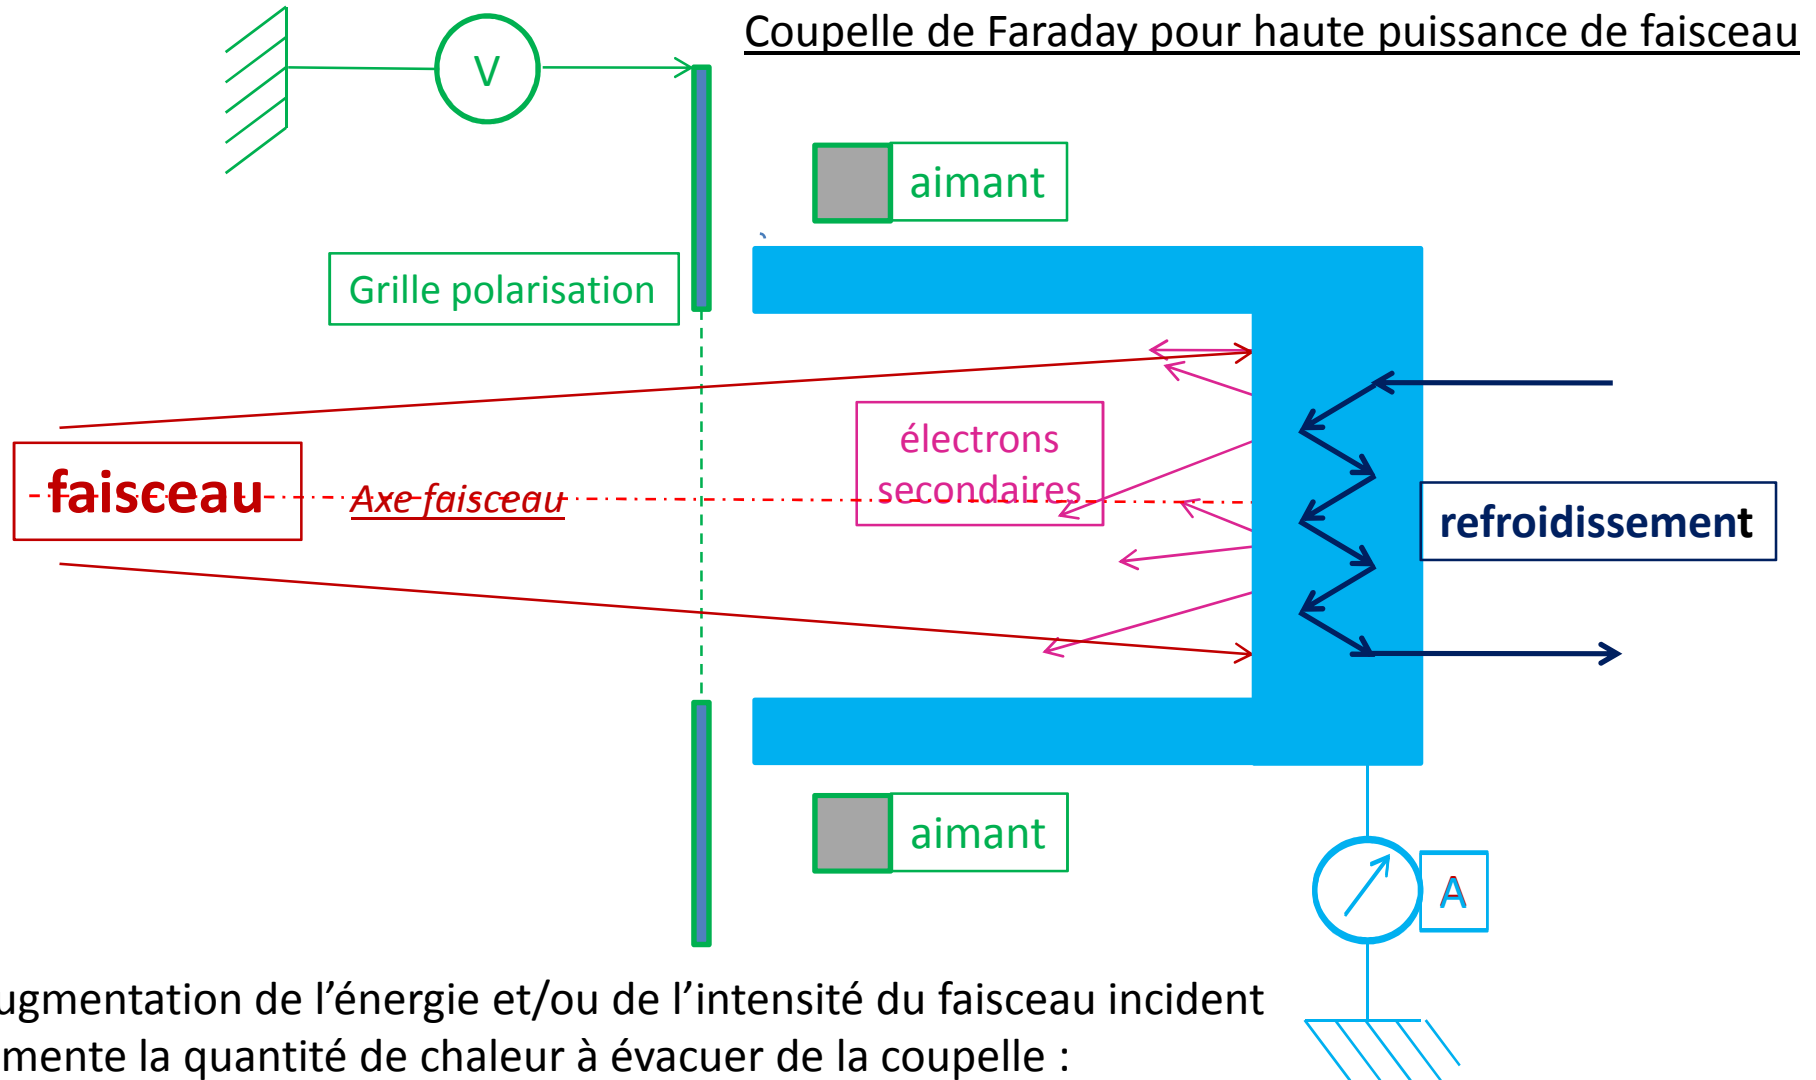 Coupelle de Faraday pour haute puissance de faisceau
V
aimant
Grille polarisation
électrons
secondaires
faisceau
Axe faisceau
refroidissement
aimant
A
ugmentation de l’énergie et/ou de l’intensité du faisceau incident
mente la quantité de chaleur à évacuer de la coupelle :